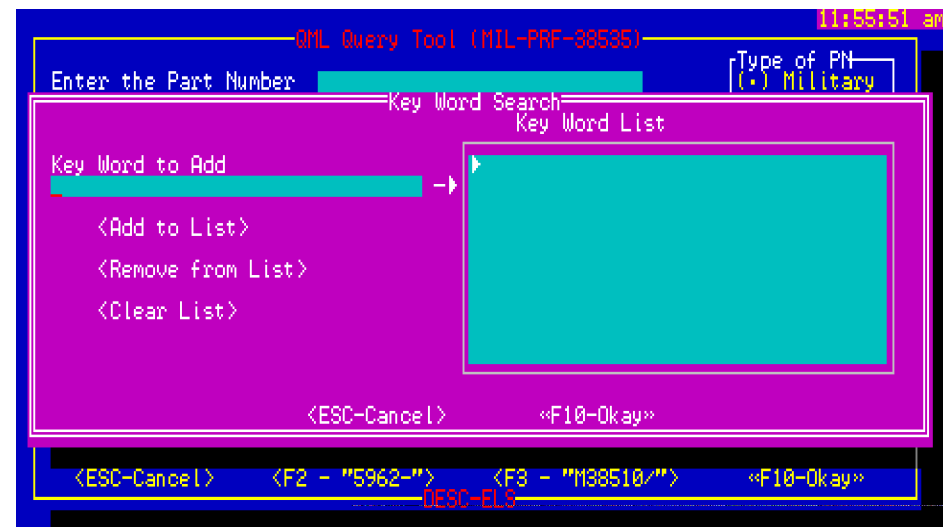 11:55:51 am
QML Query Tool (MIL-PRF-38535)
Type of PN
Enter the Part Number
(•) Military
Key Word Search
Key Word List
Key Word to Add
<Add to List>
<Remove from List>
<Clear List>
<ESC-Cancel> «F10-Okay»
<ESC-Cancel> <F2 - "5962-"> <F3 - "M38510/"> «F10-Okay»
DESC-ELS